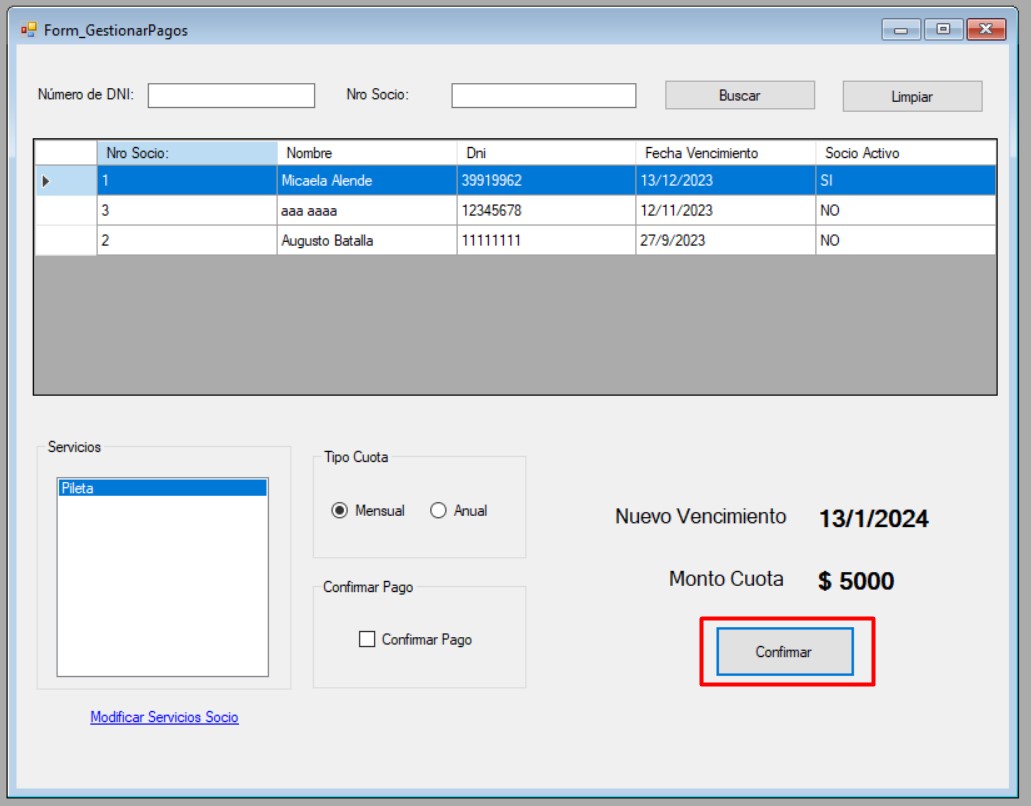 Form_GestionarPagos
Número de DNI:
Nro Socio:
Buscar
Limpiar
Nro Socio: Nombre Dni Fecha Vencimiento Socio Activo
1 Micaela Alende 39919962 13/12/2023 SI
3 aaa aaaa 12345678 12/11/2023 NO
2 Augusto Batalla 11111111 27/9/2023 NO
Servicios
Pileta
Modificar Servicios Socio
Tipo Cuota
Mensual Anual
Confirmar Pago
Confirmar Pago
Nuevo Vencimiento 13/1/2024
Monto Cuota $ 5000
Confirmar